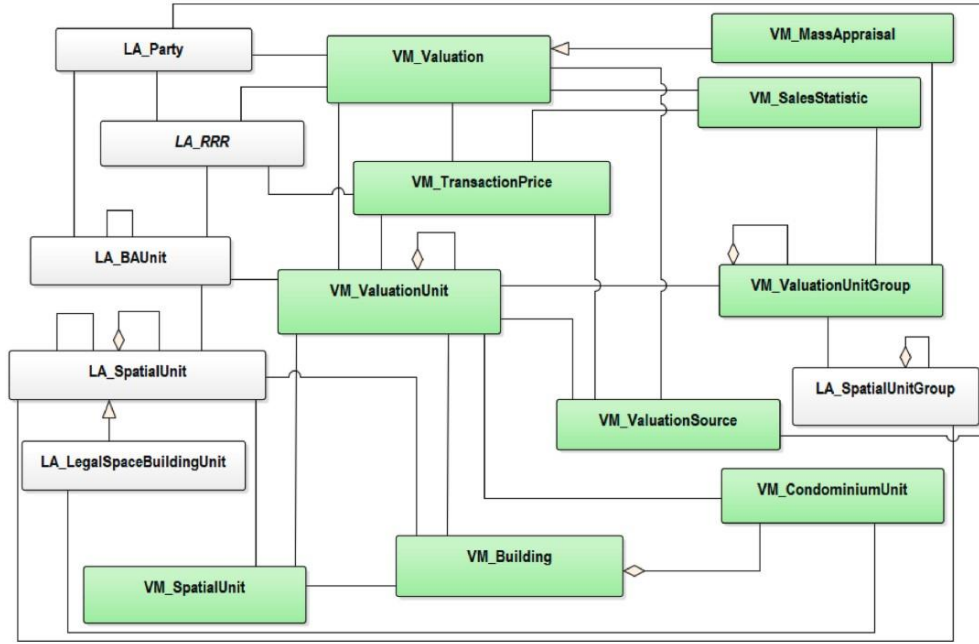 VM_MassAppraisal
LA_Party
VM_Valuation
VM_SalesStatistic
LA_RRR
VM_TransactionPrice
LA_BAUnit
VM_ValuationUnit
VM_ValuationUnitGroup
LA_SpatialUnit
LA_SpatialUnitGroup
VM_ValuationSource
LA_LegalSpaceBuildingUnit
VM_CondominiumUnit
VM_Building
VM_SpatialUnit